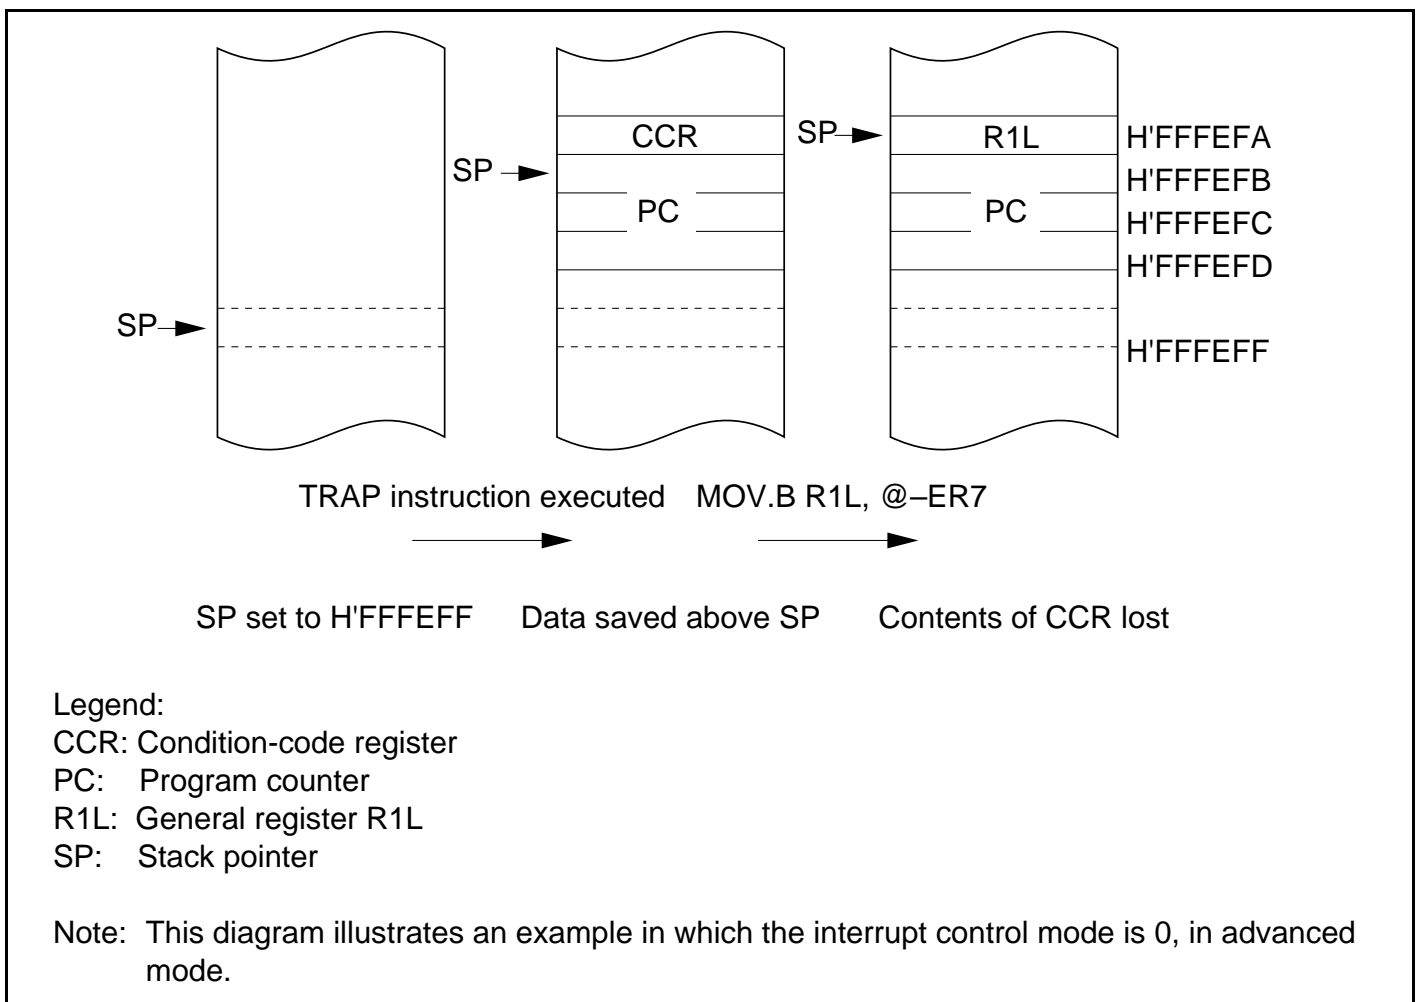 CCR
SP
R1L
H'FFFEFA
SP
H'FFFEFB
PC
PC
H'FFFEFC
H'FFFEFD
SP
H'FFFEFF
TRAP instruction executed
MOV.B R1L, @–ER7
SP set to H'FFFEFF
Data saved above SP
Contents of CCR lost
Legend:
CCR: Condition-code register
PC: Program counter
R1L: General register R1L
SP: Stack pointer
Note: This diagram illustrates an example in which the interrupt control mode is 0, in advanced
mode.